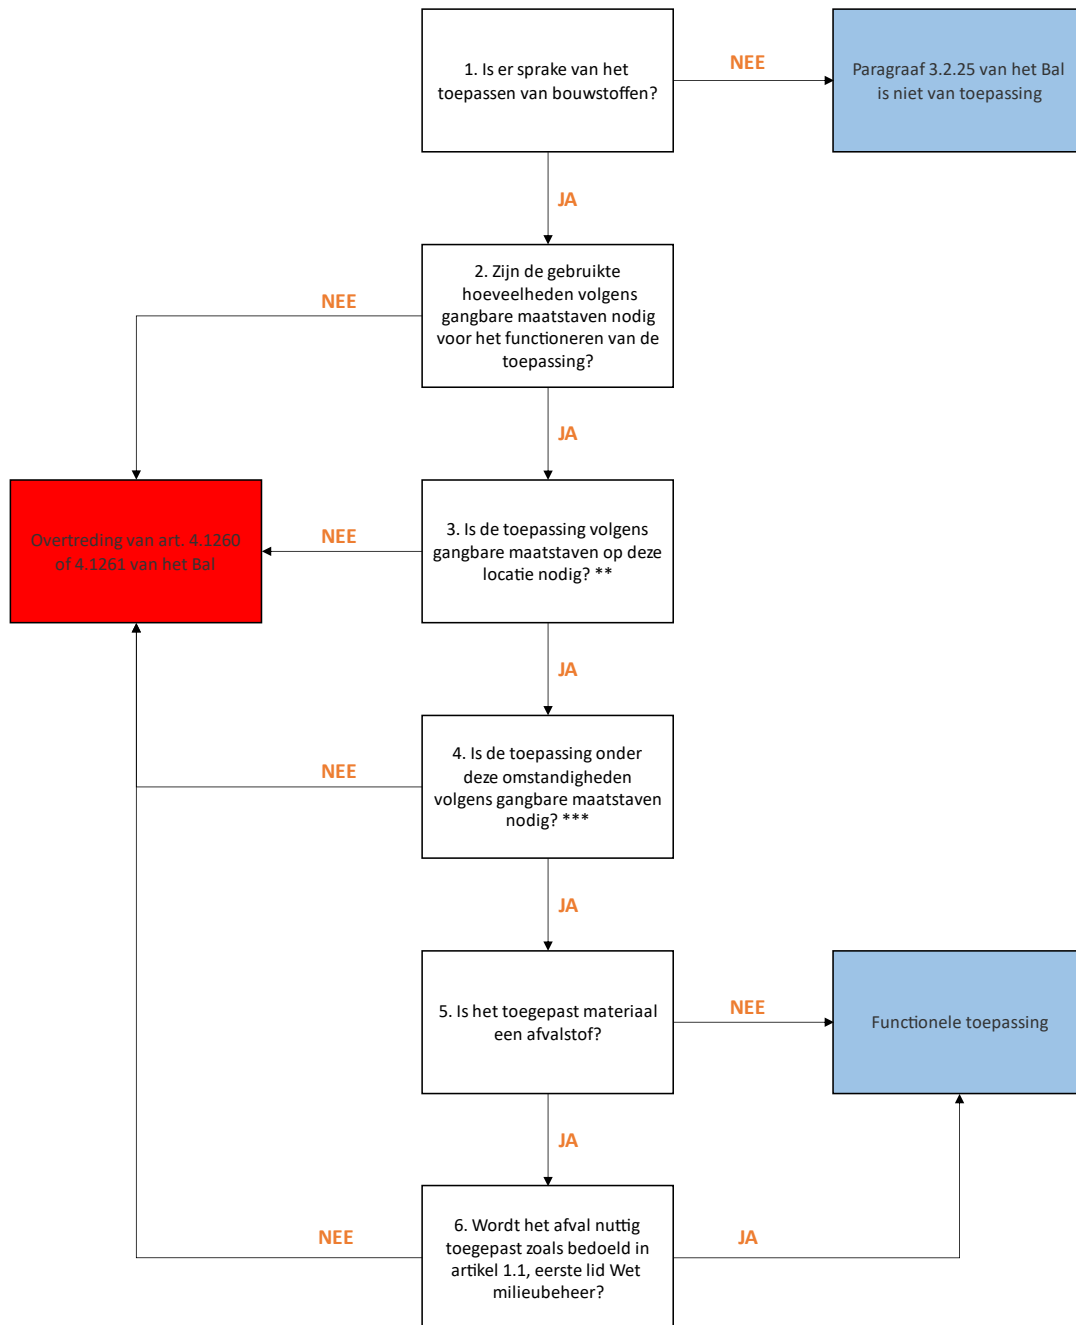 1. Is er sprake van het
toepassen van bouwstoffen?
NEE
Paragraaf 3.2.25 van het Bal
is niet van toepassing
JA
2. Zijn de gebruikte
hoeveelheden volgens
gangbare maatstaven nodig
voor het functioneren van de
toepassing?
NEE
JA
3. Is de toepassing volgens
gangbare maatstaven op deze
locatie nodig? **
NEE
Overtreding van art. 4.1260
of 4.1261 van het Bal
JA
4. Is de toepassing onder
deze omstandigheden
volgens gangbare maatstaven
nodig? ***
NEE
JA
5. Is het toegepast materiaal
een afvalstof?
NEE
Functionele toepassing
JA
6. Wordt het afval nuttig
toegepast zoals bedoeld in
artikel 1.1, eerste lid Wet
milieubeheer?
NEE
JA